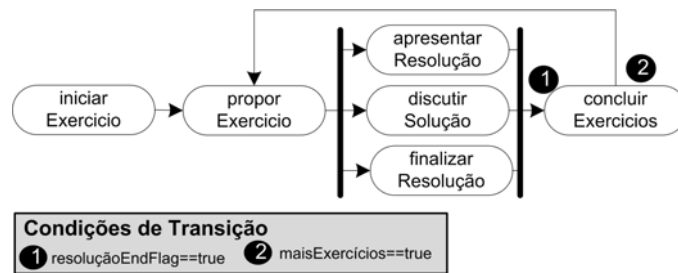 iniciar
Exercicio
propor
Exercicio
apresentar
Resolução
discutir
Solução
finalizar
Resolução
1
2
concluir
Exercicios
Condições de Transição
1 resoluçãoEndFlag==true 2 maisExercícios==true